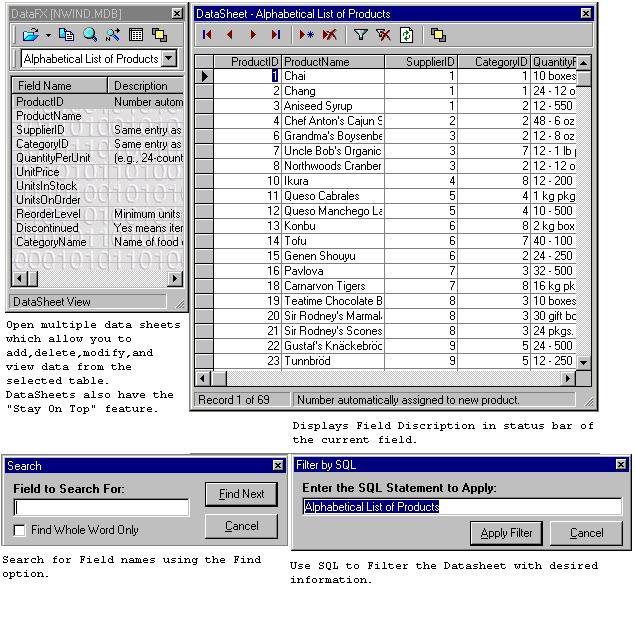 DataFX [NWIND.MDB]
Alphabetical List of Products
Field Name Description
ProductID Number autom
ProductName
SupplierID Same entry as
CategoryID Same entry as
QuantityPerUnit (e.g., 24-count
UnitPrice
UnitsInStock
UnitsOnOrder
ReorderLevel Minimum units
Discontinued Yes means iter
CategoryName Name of food
DataSheet View
Open multiple data sheets
which allow you to
add,delete,modify,and
view data from the
selected table.
DataSheets also have the
"Stay On Top" feature.
DataSheet - Alphabetical List of Products
ProductID ProductName SupplierID CategoryID QuantityF
1 Chai 1 1 10 boxes
2 Chang 1 1 24 - 12 o
3 Aniseed Syrup 1 2 12 - 550
4 Chef Anton's Cajun S 2 2 48 - 6 oz
6 Grandma's Boysenbe 3 2 12 - 8 oz
7 Uncle Bob's Organic 3 7 12 - 1 lb p
8 Northwoods Cranber 3 2 12 - 12 o
10 Ikura 4 8 12 - 200
11 Queso Cabrales 5 4 1 kg pkg
12 Queso Manchego La 5 4 10 - 500
13 Konbu 6 8 2 kg box
14 Tofu 6 7 40 - 100
15 Genen Shouyu 6 2 24 - 250
16 Pavlova 7 3 32 - 500
18 Carnarvon Tigers 7 8 16 kg pk
19 Teatime Chocolate B 8 3 10 boxes
20 Sir Rodney's Marmal 8 3 30 gift bo
21 Sir Rodney's Scones 8 3 24 pkgs.
22 Gustaf's Knäckebröd 9 5 24 - 500
23 Tunnbröd 9 5 12 - 250
Record 1 of 69 Number automatically assigned to new product.
Displays Field Discription in status bar of
the current field.
Search
Field to Search For:
Find Next
Find Whole Word Only
Cancel
Search for Field names using the Find
option.
Filter by SQL
Enter the SQL Statement to Apply:
Alphabetical List of Products
Apply Filter Cancel
Use SQL to Filter the Datasheet with desired
information.